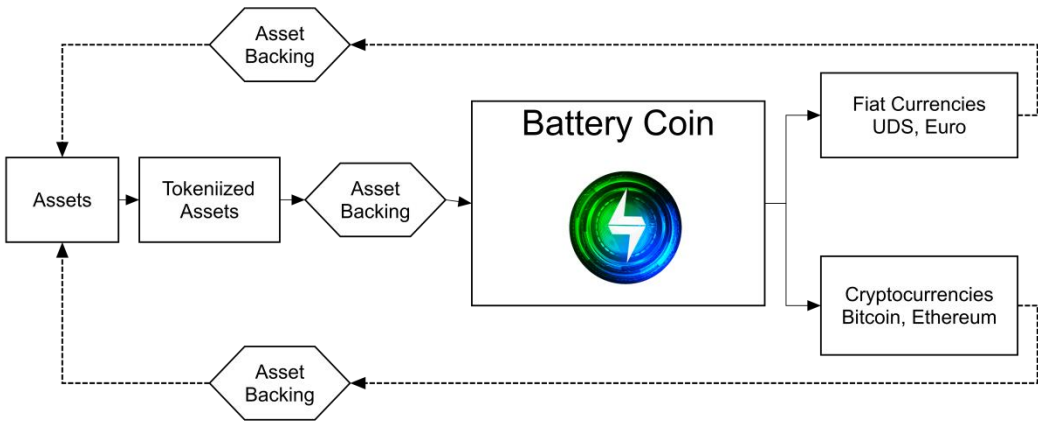 Asset
Backing
Battery Coin
Fiat Currencies
UDS, Euro
Assets
Tokeniized
Assets
Asset
Backing
Cryptocurrencies
Bitcoin, Ethereum
Asset
Backing